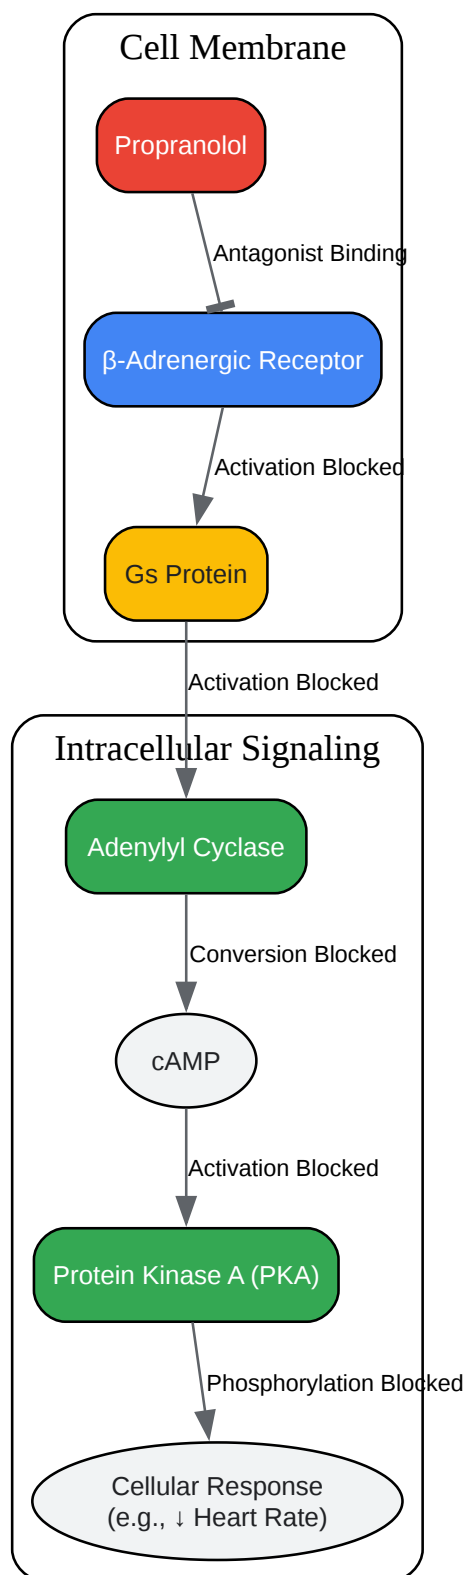 Cell Membrane
Propranolol
Antagonist Binding
β-Adrenergic Receptor
Activation Blocked
Gs Protein
Activation Blocked
Intracellular Signaling
Adenylyl Cyclase
Conversion Blocked
cAMP
Activation Blocked
Protein Kinase A (PKA)
Phosphorylation Blocked
Cellular Response
(e.g., ↓ Heart Rate)